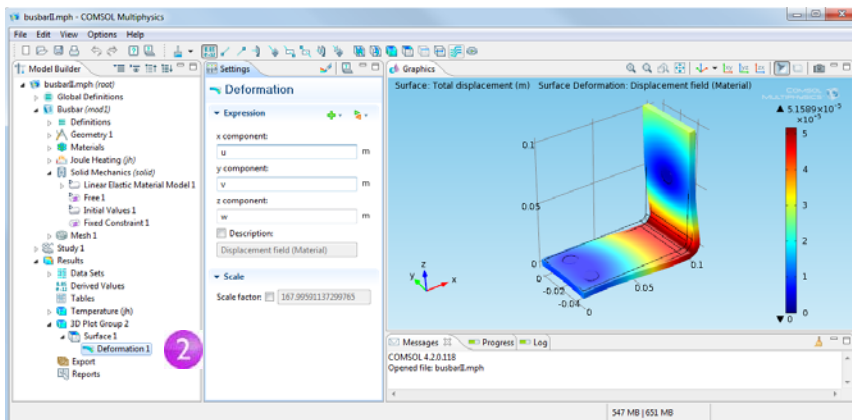 busbarII.mph - COMSOL Multiphysics
File Edit View Options Help
Model Builder
busbarII.mph (root)
Global Definitions
Busbar (mod1)
Definitions
Geometry 1
Materials
Joule Heating (jh)
Solid Mechanics (solid)
Linear Elastic Material Model 1
Free 1
Initial Values 1
Fixed Constraint 1
Mesh 1
Study 1
Results
Data Sets
Derived Values
Tables
Temperature (jh)
3D Plot Group 2
Surface 1
Deformation 1
Export
Reports
2
Settings
Deformation
Expression
x component:
u m
y component:
v m
z component:
w m
Description:
Displacement field (Material)
Scale
Scale factor: 167.99591137299765
Graphics
Surface: Total displacement (m) Surface Deformation: Displacement field (Material)
COMSOL
MULTIPHYSICS
▲ 5.1589×10⁻⁵
×10⁻⁵
5
4
3
2
1
0
▼ 0
0.1
0.05
0
0
-0.02
-0.04
0
0.05
0.1
z
y
x
Messages Progress Log
COMSOL 4.2.0.118
Opened file: busbarII.mph
547 MB | 651 MB